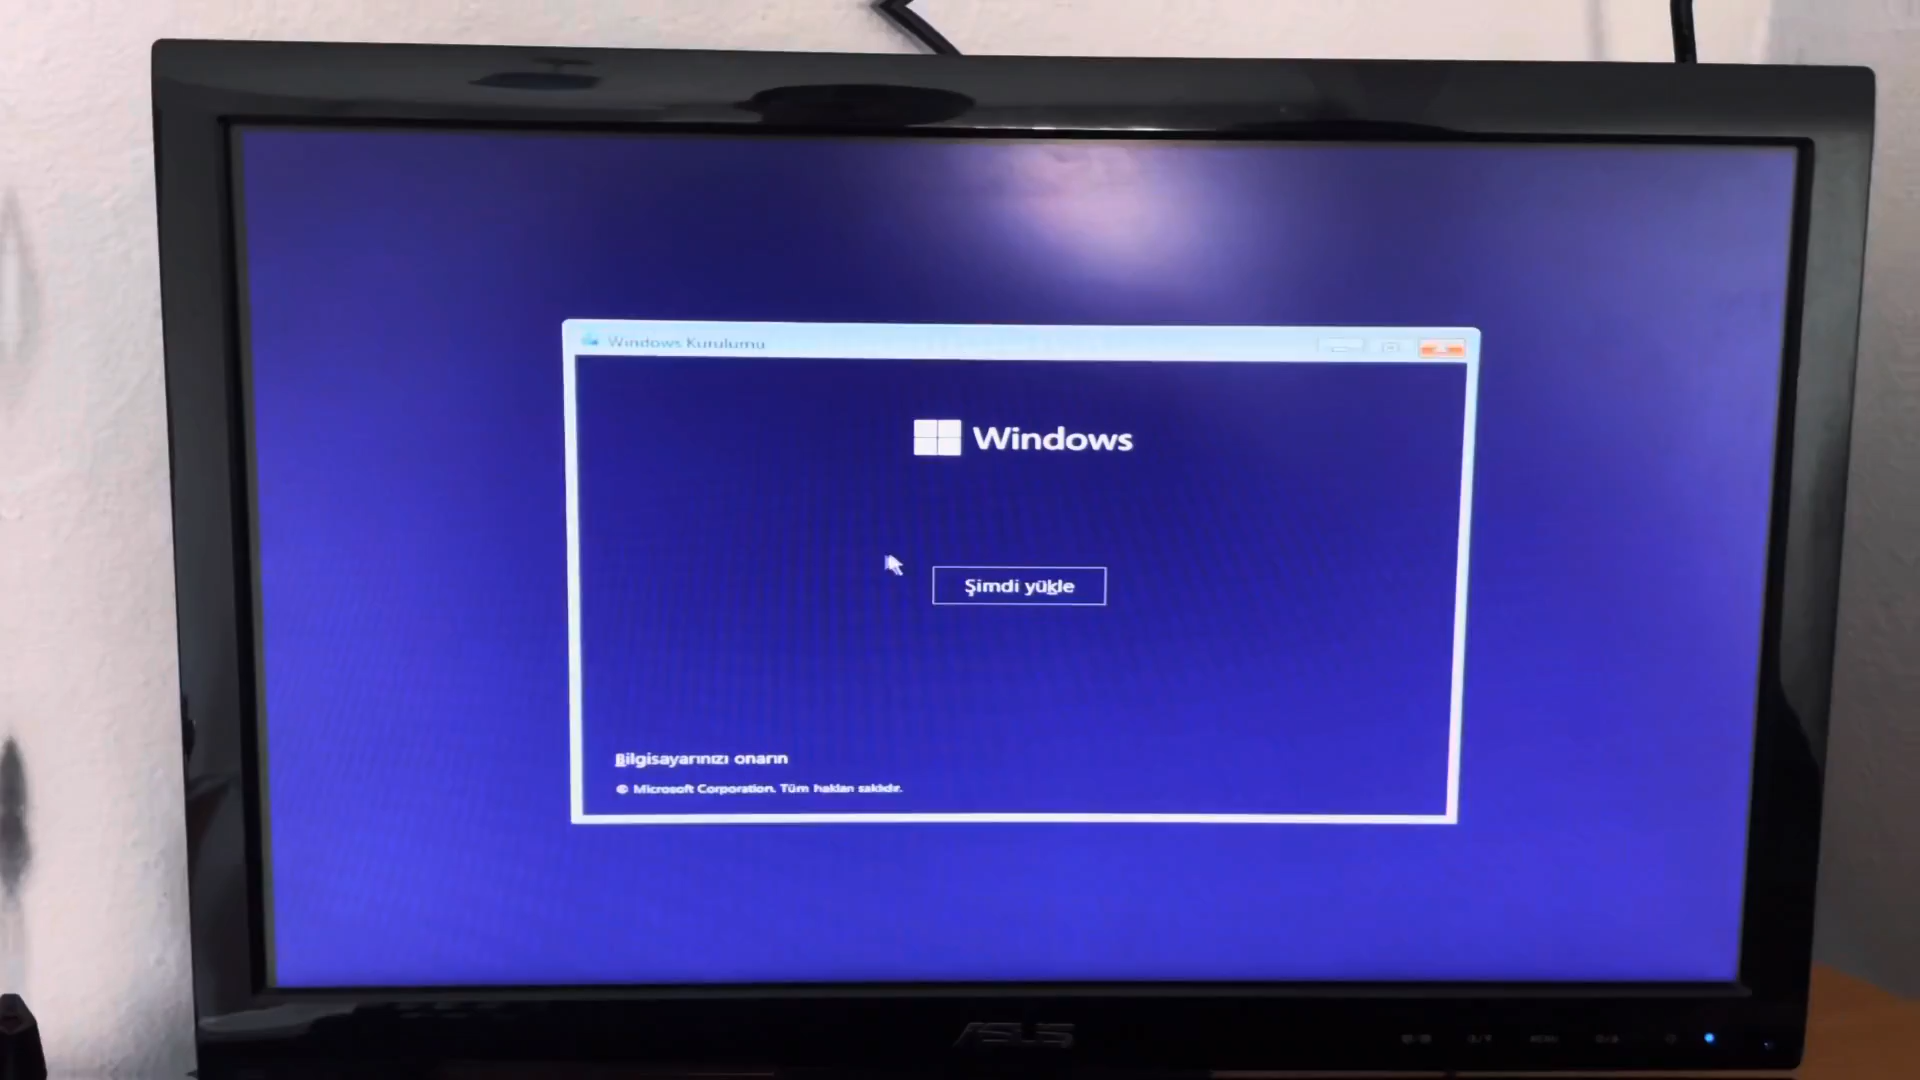 Windows Kurulumu
Windows
Şimdi yükle
Bilgisayarınızı onarın
© Microsoft Corporation. Tüm hakları saklıdır.
ASUS